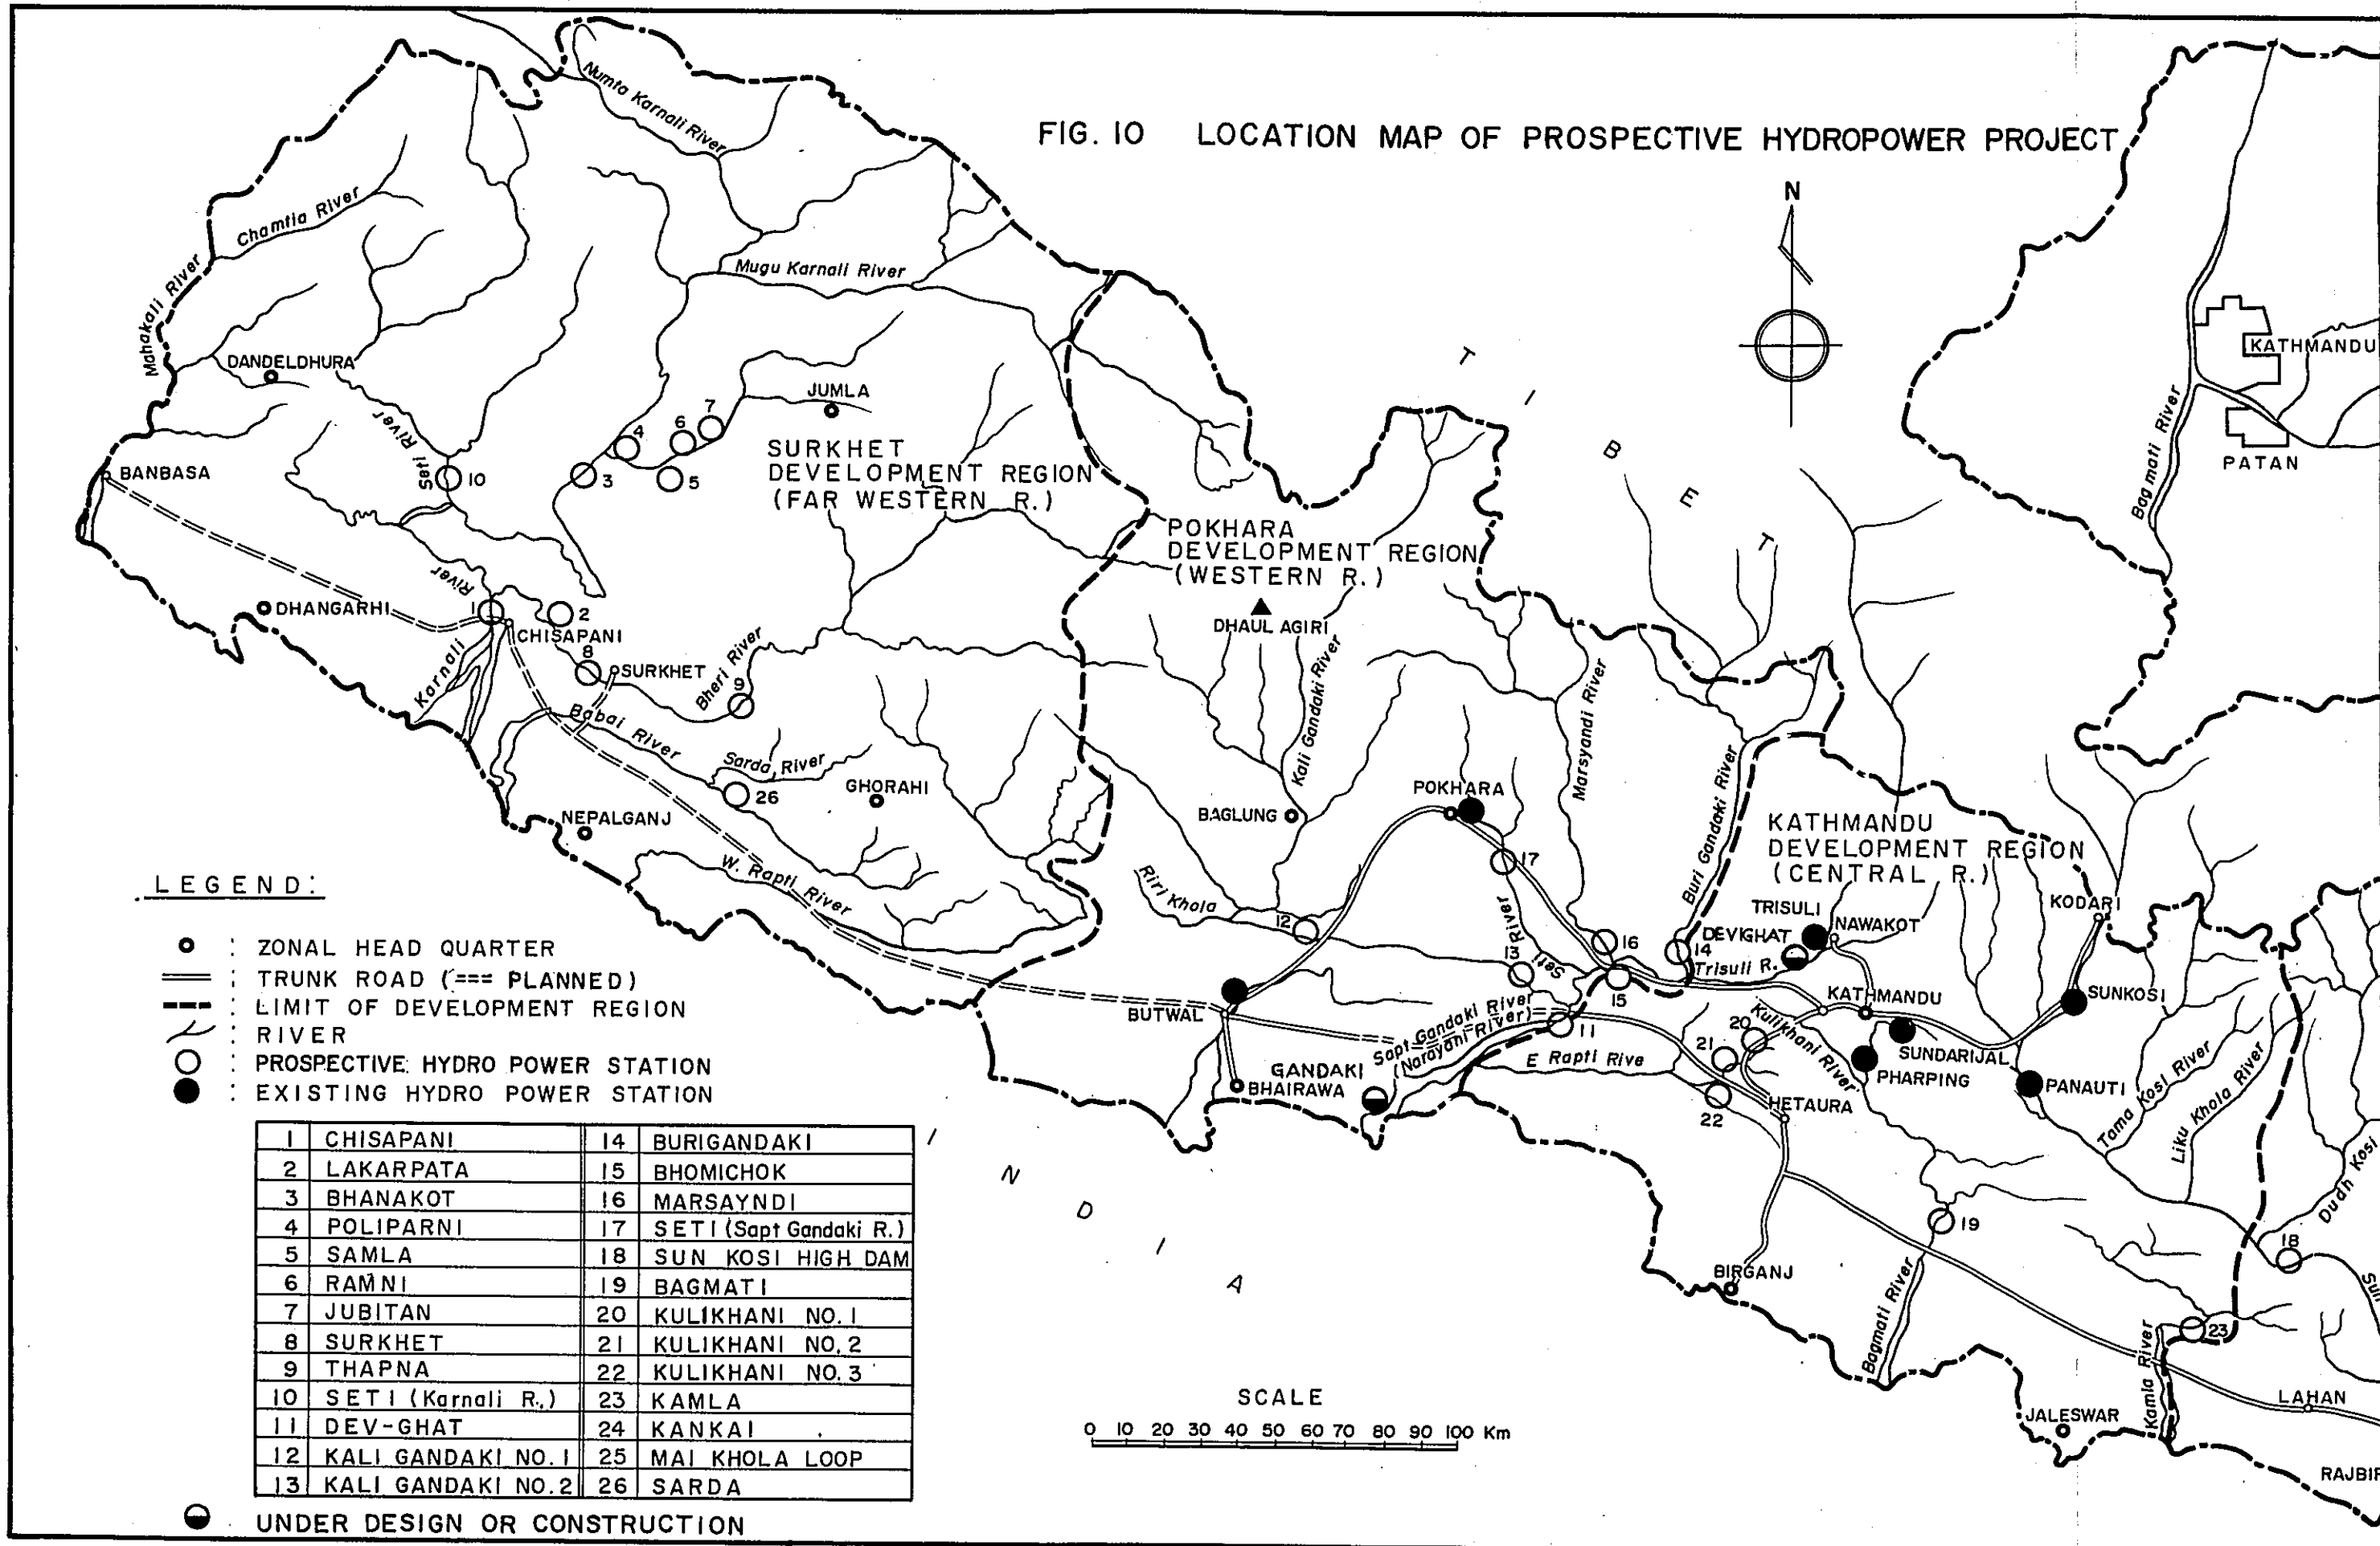 FIG. 10 LOCATION MAP OF PROSPECTIVE HYDROPOWER PROJECT
N
Numta Karnali River
Chamlia River
Mahakali River
Mugu Karnali River
DANDELDHURA
JUMLA
Seti River
BANBASA
10
3
4
5
6
7
SURKHET
DEVELOPMENT REGION
(FAR WESTERN R.)
POKHARA
DEVELOPMENT REGION
(WESTERN R.)
T I B E T
KATHMANDU
PATAN
Bagmati River
DHAUL AGIRI
DHANGARHI
River
1
2
CHISAPANI
Karnali
8
SURKHET
Bheri River
9
Babai River
Sarda River
26
GHORAHI
NEPALGANJ
W. Rapti River
Kali Gandaki River
Marsyandi River
Buri Gandaki River
BAGLUNG
POKHARA
17
Riri Khola
12
13
River
Seti
16
15
14
KATHMANDU
DEVELOPMENT REGION
(CENTRAL R.)
TRISULI
NAWAKOT
DEVIGHAT
Trisuli R.
KODARI
KATHMANDU
SUNKOSI
BUTWAL
Sapt Gandaki River
(Narayani River)
11
E Rapti Rive
GANDAKI
BHAIRAWA
20
21
22
Kulikhani River
SUNDARIJAL
PHARPING
PANAUTI
HETAURA
Tama Kosi River
Liku Khola River
Dudh Kosi
18
Sun
19
BIRGANJ
Bagmati River
23
Kamla River
LAHAN
JALESWAR
RAJBIR
I N D I A
LEGEND:
: ZONAL HEAD QUARTER
: TRUNK ROAD (=== PLANNED)
: LIMIT OF DEVELOPMENT REGION
: RIVER
: PROSPECTIVE HYDRO POWER STATION
: EXISTING HYDRO POWER STATION
1 CHISAPANI 14 BURIGANDAKI
2 LAKARPATA 15 BHOMICHOK
3 BHANAKOT 16 MARSAYNDI
4 POLIPARNI 17 SETI (Sapt Gandaki R.)
5 SAMLA 18 SUN KOSI HIGH DAM
6 RAMNI 19 BAGMATI
7 JUBITAN 20 KULIKHANI NO.1
8 SURKHET 21 KULIKHANI NO.2
9 THAPNA 22 KULIKHANI NO.3
10 SETI (Karnali R.) 23 KAMLA
11 DEV-GHAT 24 KANKAI
12 KALI GANDAKI NO.1 25 MAI KHOLA LOOP
13 KALI GANDAKI NO.2 26 SARDA
: UNDER DESIGN OR CONSTRUCTION
SCALE
0 10 20 30 40 50 60 70 80 90 100 Km